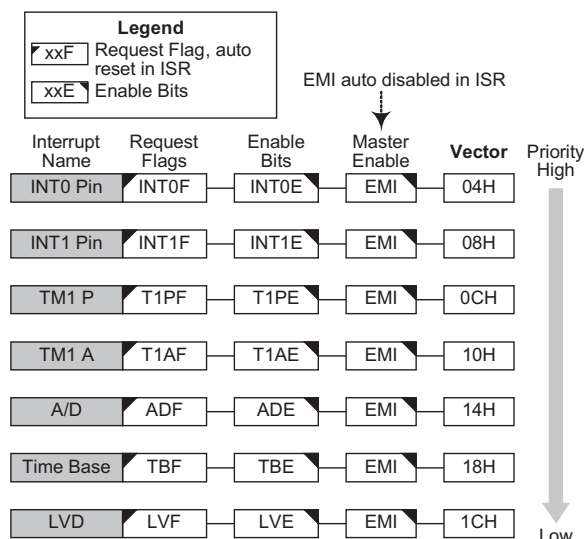 Legend
xxF Request Flag, auto
reset in ISR
xxE Enable Bits
EMI auto disabled in ISR
Interrupt Name Request Flags Enable Bits Master Enable Vector Priority High
INT0 Pin INT0F INT0E EMI 04H
INT1 Pin INT1F INT1E EMI 08H
TM1 P T1PF T1PE EMI 0CH
TM1 A T1AF T1AE EMI 10H
A/D ADF ADE EMI 14H
Time Base TBF TBE EMI 18H
LVD LVF LVE EMI 1CH
Low